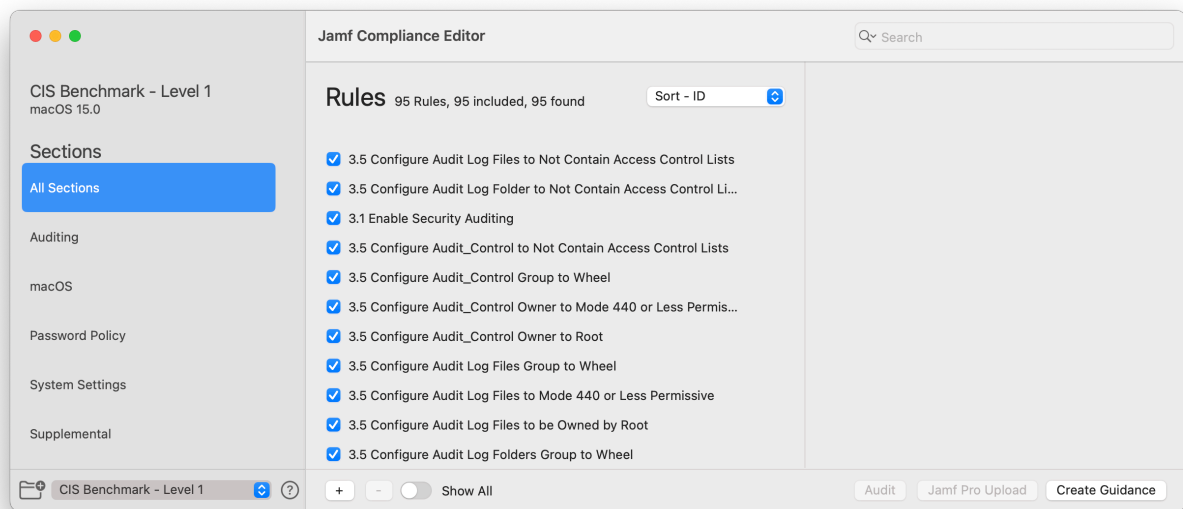 Jamf Compliance Editor
Search
CIS Benchmark - Level 1
macOS 15.0
Sections
All Sections
Auditing
macOS
Password Policy
System Settings
Supplemental
CIS Benchmark - Level 1
?
Rules 95 Rules, 95 included, 95 found
Sort - ID
3.5 Configure Audit Log Files to Not Contain Access Control Lists
3.5 Configure Audit Log Folder to Not Contain Access Control Li...
3.1 Enable Security Auditing
3.5 Configure Audit_Control to Not Contain Access Control Lists
3.5 Configure Audit_Control Group to Wheel
3.5 Configure Audit_Control Owner to Mode 440 or Less Permis...
3.5 Configure Audit_Control Owner to Root
3.5 Configure Audit Log Files Group to Wheel
3.5 Configure Audit Log Files to Mode 440 or Less Permissive
3.5 Configure Audit Log Files to be Owned by Root
3.5 Configure Audit Log Folders Group to Wheel
+ - Show All
Audit
Jamf Pro Upload
Create Guidance